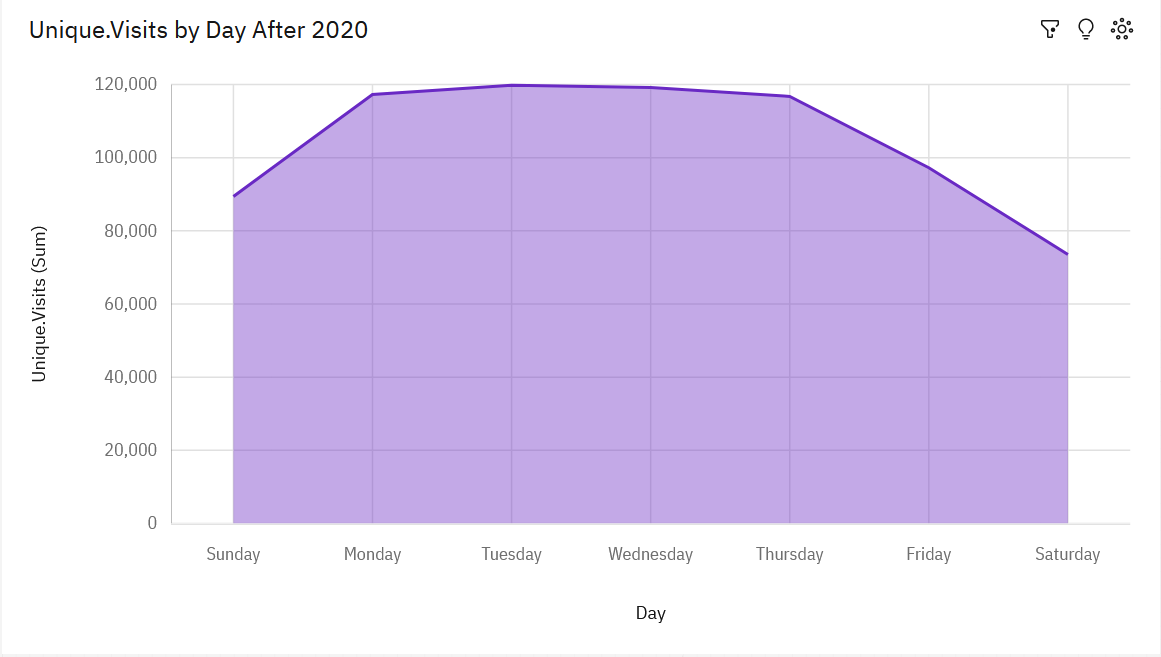 Unique.Visits by Day After 2020
Unique.Visits (Sum)
120,000
100,000
80,000
60,000
40,000
20,000
0
Sunday Monday Tuesday Wednesday Thursday Friday Saturday
Day